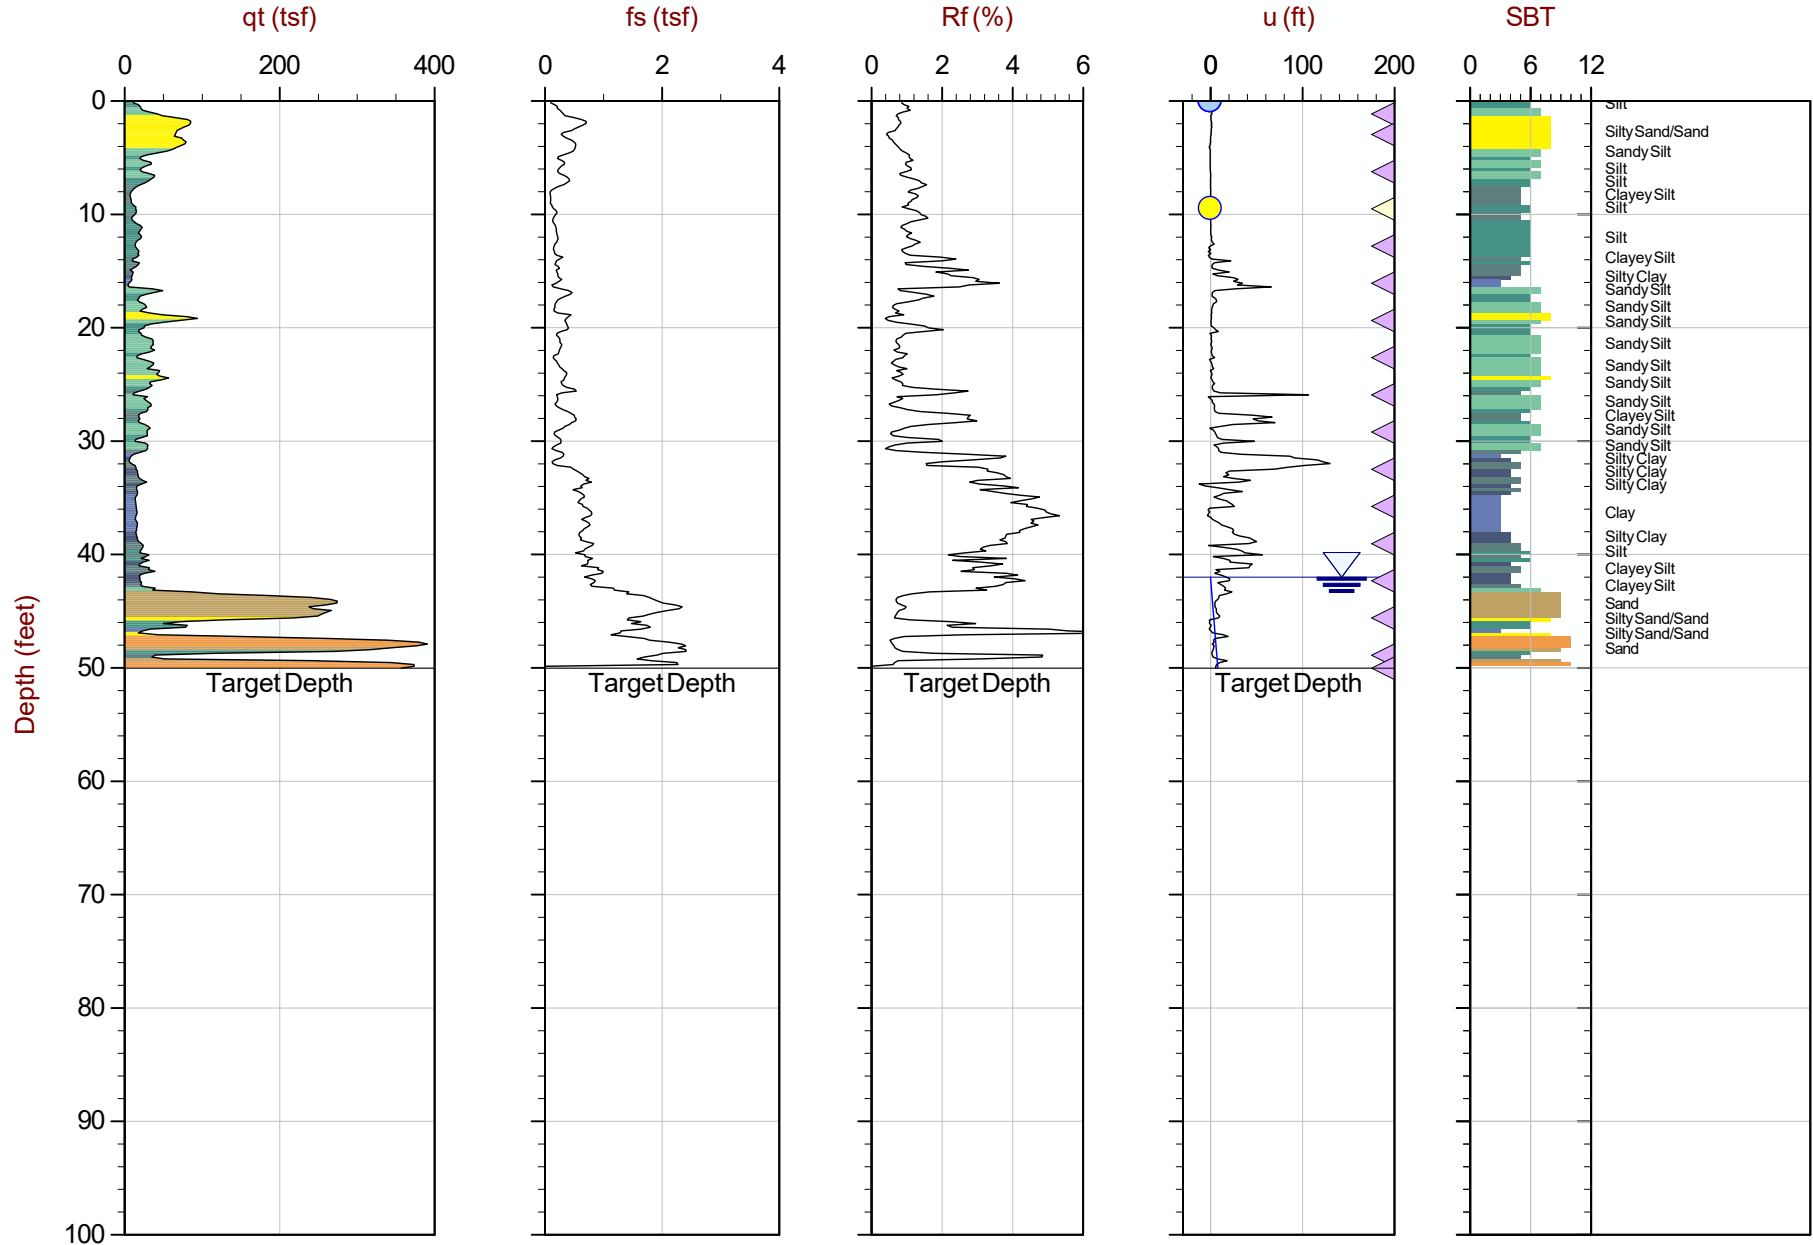 qt (tsf) fs (tsf) Rf (%) u (ft) SBT
0 200 400 0 2 4 0 2 4 6 0 100 200 0 6 12
0
10
20
30
40
50
60
70
80
90
100
Depth (feet)
Silt
Silty Sand/Sand
Sandy Silt
Silt
Silt
Clayey Silt
Silt
Silt
Clayey Silt
Silty Clay
Sandy Silt
Sandy Silt
Sandy Silt
Sandy Silt
Sandy Silt
Sandy Silt
Sandy Silt
Clayey Silt
Sandy Silt
Sandy Silt
Silty Clay
Silty Clay
Silty Clay
Clay
Silty Clay
Silt
Clayey Silt
Clayey Silt
Sand
Silty Sand/Sand
Silty Sand/Sand
Sand
Target Depth Target Depth Target Depth Target Depth